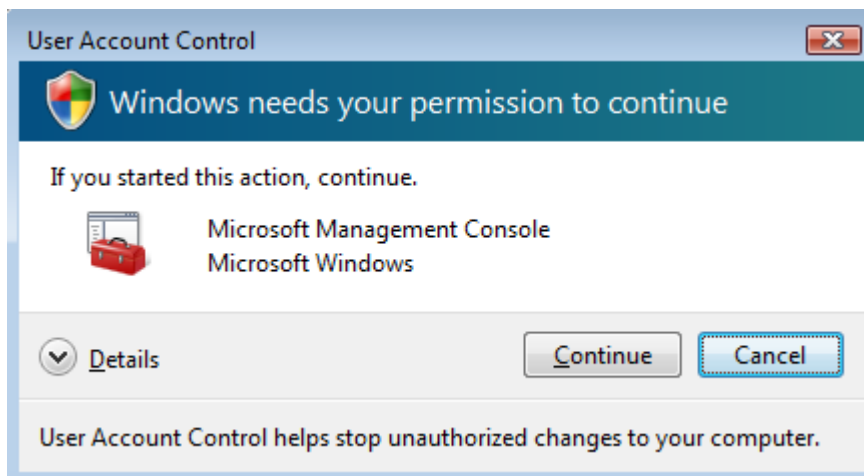 User Account Control
Windows needs your permission to continue
If you started this action, continue.
Microsoft Management Console
Microsoft Windows
Details
Continue
Cancel
User Account Control helps stop unauthorized changes to your computer.